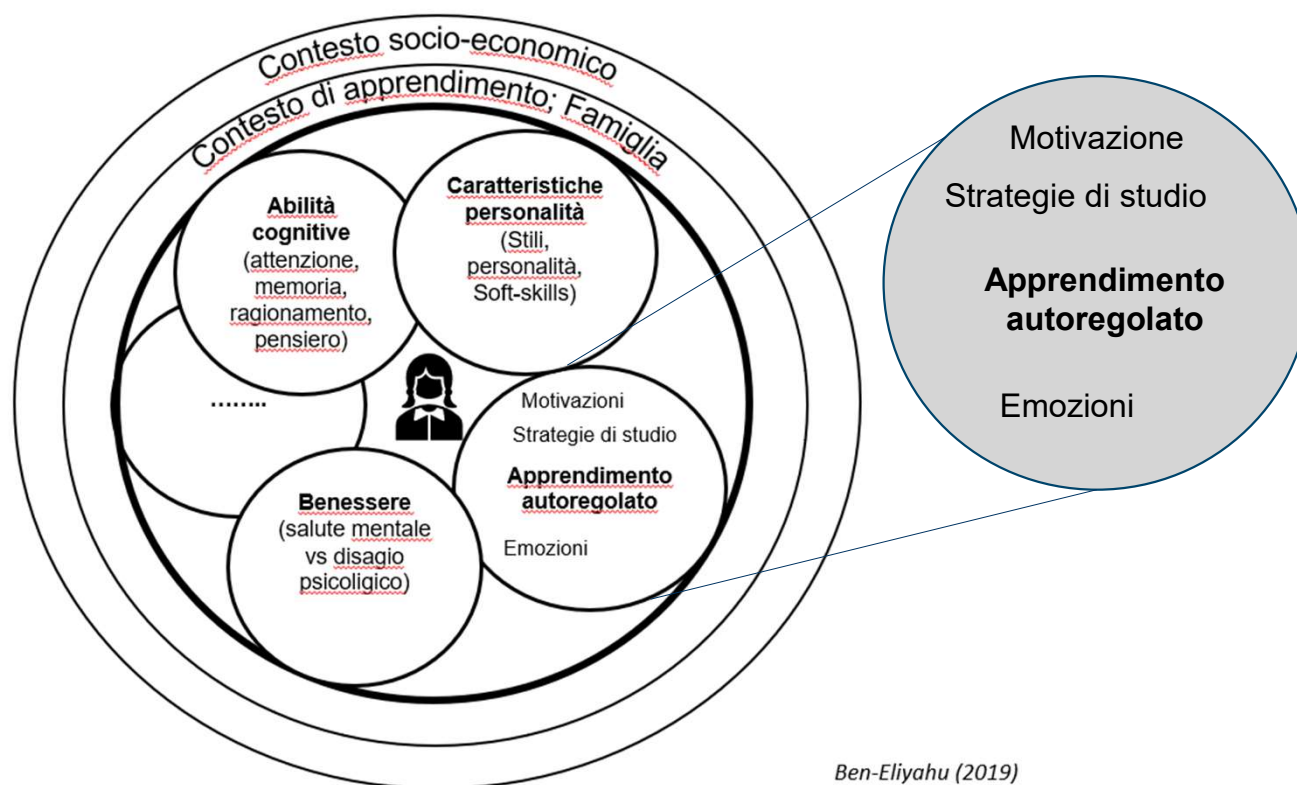 Contesto socio-economico
Contesto di apprendimento; Famiglia
Abilità
cognitive
(attenzione,
memoria,
ragionamento,
pensiero)
Caratteristiche
personalità
(Stili,
personalità,
Soft-skills)
……..
Motivazioni
Strategie di studio
Apprendimento
autoregolato
Emozioni
Benessere
(salute mentale
vs disagio
psicoligico)
Motivazione
Strategie di studio
Apprendimento
autoregolato
Emozioni
Ben-Eliyahu (2019)